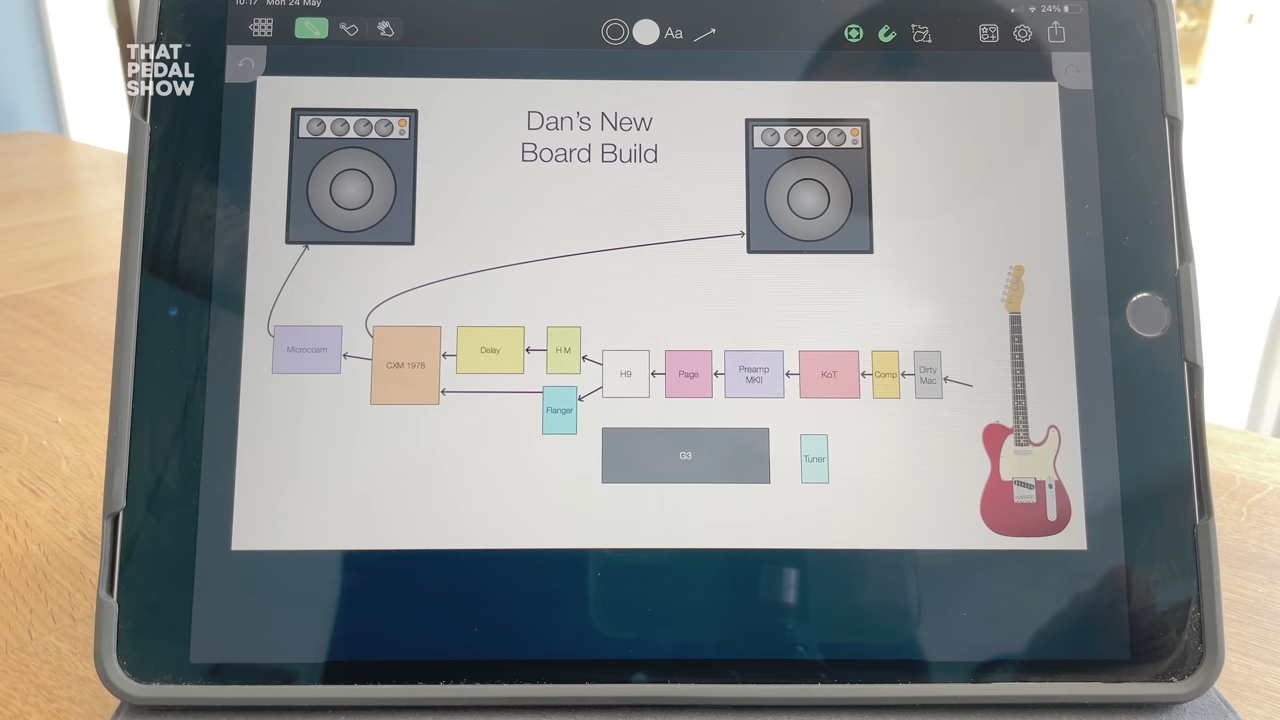 10:17 Mon 24 May
24%
Aa
THAT
PEDAL
SHOW
™
Dan's New
Board Build
Microcosm
CXM 1978
Delay
H M
Flanger
H9
Page
Preamp
MKII
KoT
Comp
Dirty
Mac
G3
Tuner